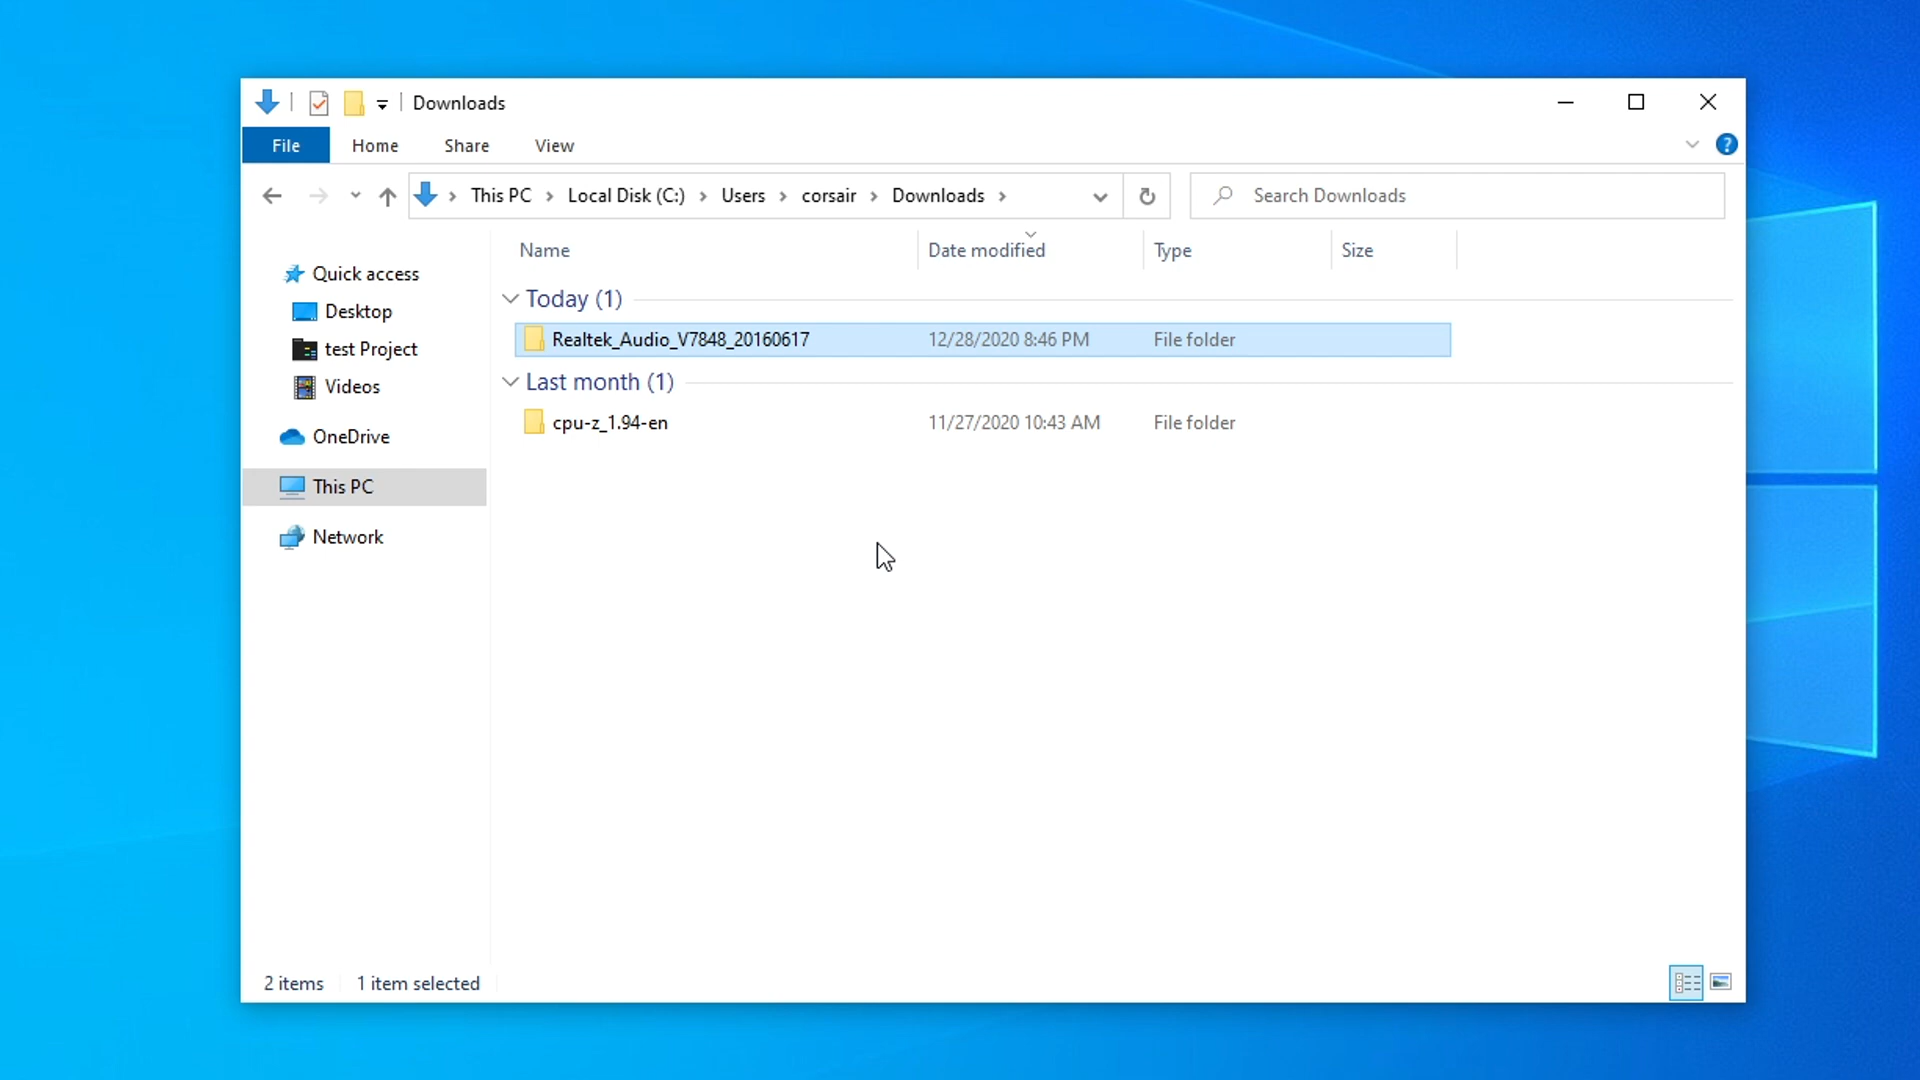 Downloads
File Home Share View
This PC Local Disk (C:) Users corsair Downloads
Search Downloads
Name Date modified Type Size
Quick access
Desktop
test Project
Videos
OneDrive
This PC
Network
Today (1)
Realtek_Audio_V7848_20160617 12/28/2020 8:46 PM File folder
Last month (1)
cpu-z_1.94-en 11/27/2020 10:43 AM File folder
2 items 1 item selected